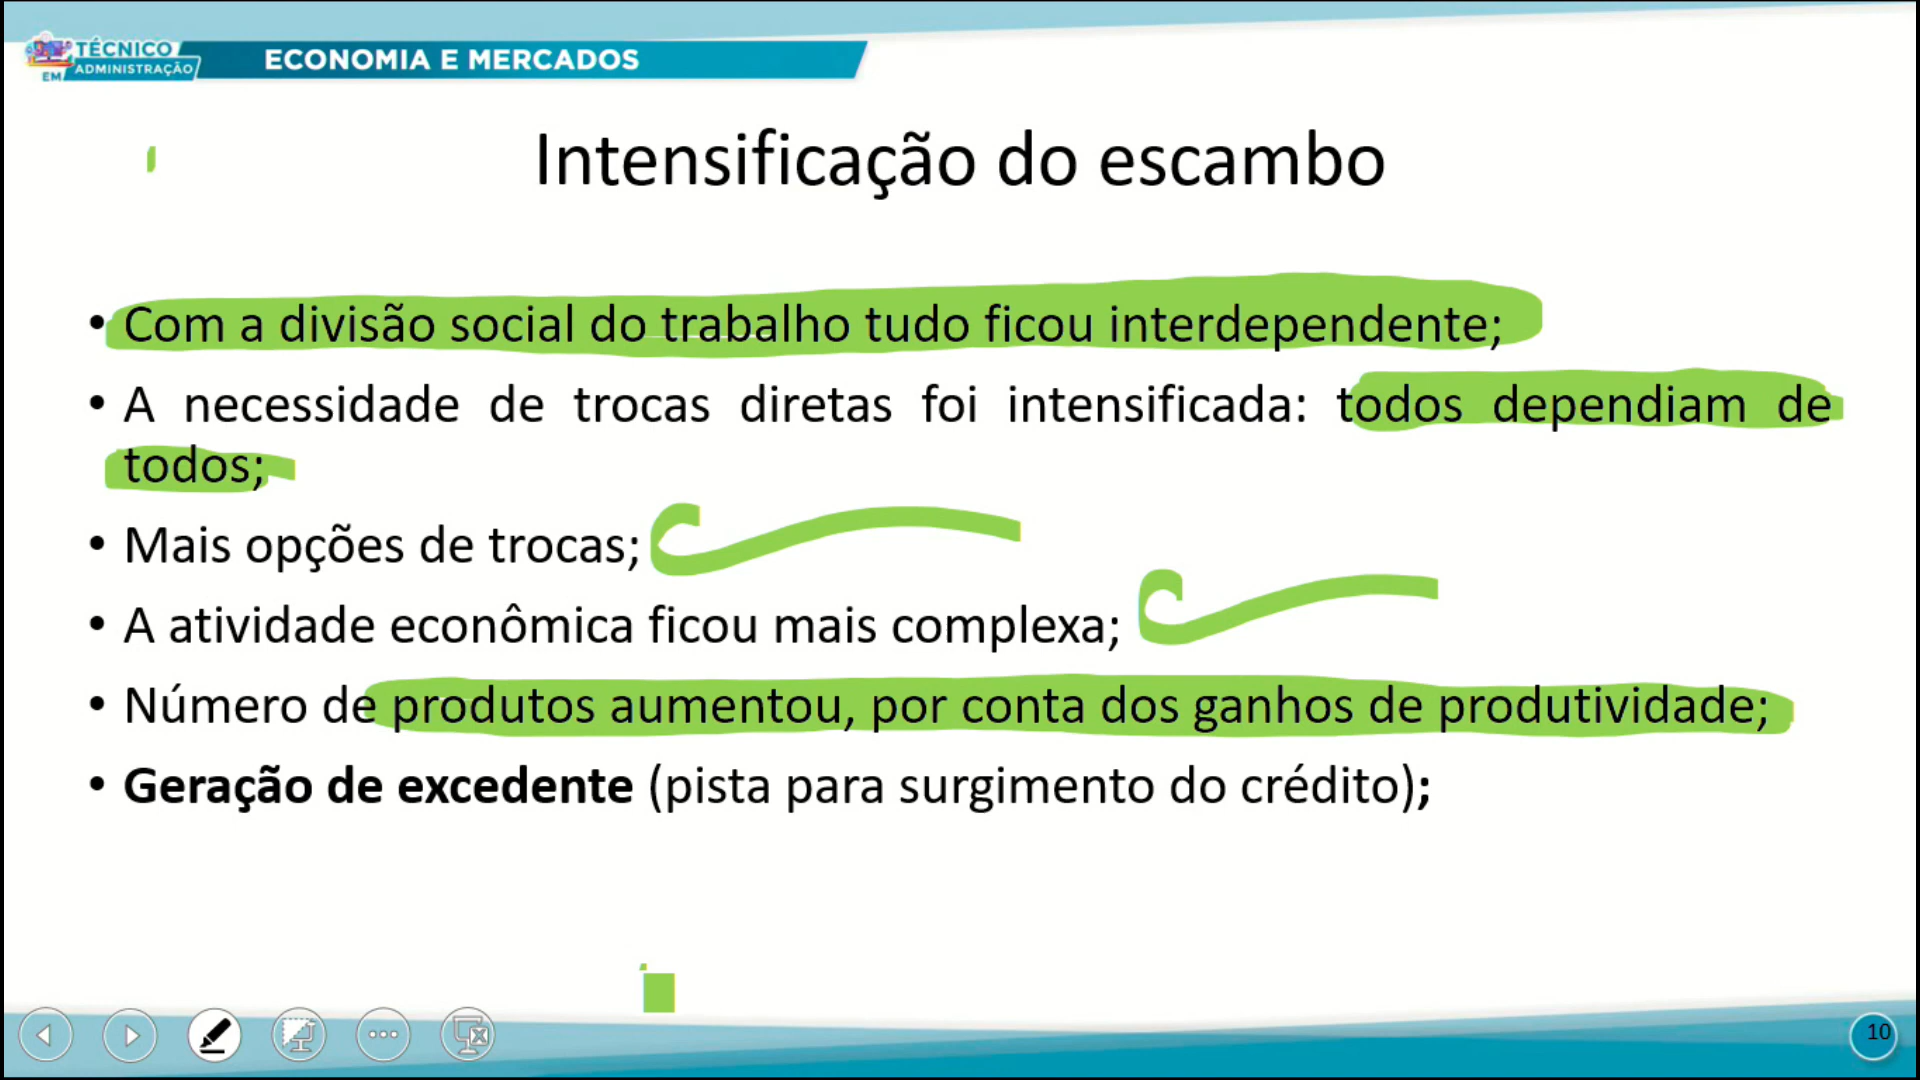 TÉCNICO
EM ADMINISTRAÇÃO
ECONOMIA E MERCADOS
Intensificação do escambo
• Com a divisão social do trabalho tudo ficou interdependente;
• A necessidade de trocas diretas foi intensificada: todos dependiam de
todos;
• Mais opções de trocas;
• A atividade econômica ficou mais complexa;
• Número de produtos aumentou, por conta dos ganhos de produtividade;
• Geração de excedente (pista para surgimento do crédito);
10